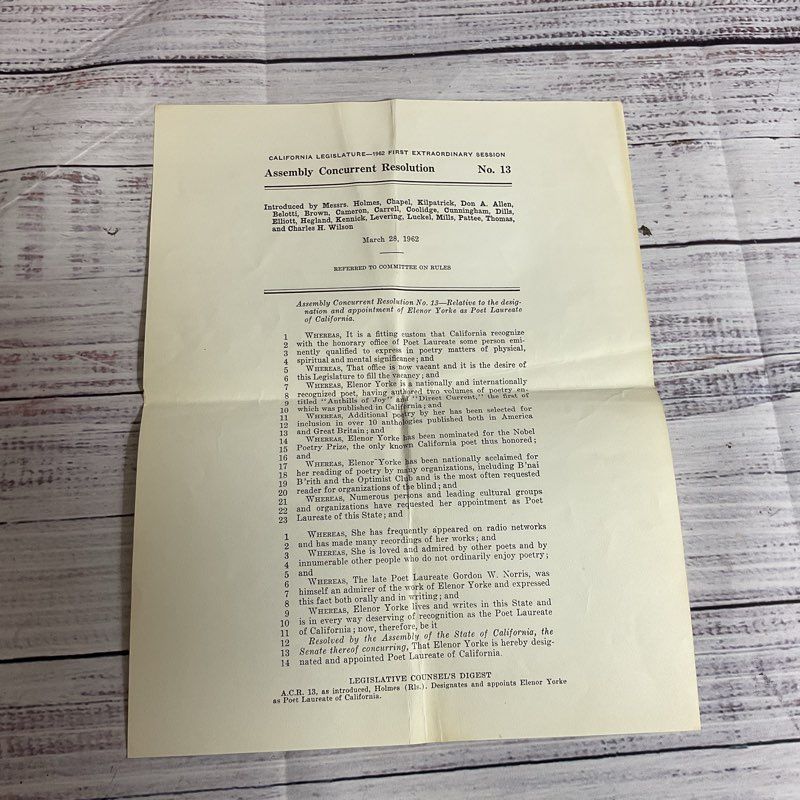 CALIFORNIA LEGISLATURE—1962 FIRST EXTRAORDINARY SESSION
Assembly Concurrent Resolution No. 13
Introduced by Messrs. Holmes, Chapel, Kilpatrick, Don A. Allen,
Belotti, Brown, Cameron, Carrell, Coolidge, Cunningham, Dills,
Elliott, Hegland, Kennick, Levering, Luckel, Mills, Pattee, Thomas,
and Charles H. Wilson
March 28, 1962
REFERRED TO COMMITTEE ON RULES
Assembly Concurrent Resolution No. 13—Relative to the desig-
nation and appointment of Elenor Yorke as Poet Laureate
of California.
1 WHEREAS, It is a fitting custom that California recognize
2 with the honorary office of Poet Laureate some person emi-
3 nently qualified to express in poetry matters of physical,
4 spiritual and mental significance; and
5 WHEREAS, That office is now vacant and it is the desire of
6 this Legislature to fill the vacancy; and
7 WHEREAS, Elenor Yorke is a nationally and internationally
8 recognized poet, having authored two volumes of poetry en-
9 titled "Anthills of Joy" and "Direct Current," the first of
10 which was published in California; and
11 WHEREAS, Additional poetry by her has been selected for
12 inclusion in over 10 anthologies published both in America
13 and Great Britain; and
14 WHEREAS, Elenor Yorke has been nominated for the Nobel
15 Poetry Prize, the only known California poet thus honored;
16 and
17 WHEREAS, Elenor Yorke has been nationally acclaimed for
18 her reading of poetry by many organizations, including B'nai
19 B'rith and the Optimist Club and is the most often requested
20 reader for organizations of the blind; and
21 WHEREAS, Numerous persons and leading cultural groups
22 and organizations have requested her appointment as Poet
23 Laureate of this State; and
1 WHEREAS, She has frequently appeared on radio networks
2 and has made many recordings of her works; and
3 WHEREAS, She is loved and admired by other poets and by
4 innumerable other people who do not ordinarily enjoy poetry;
5 and
6 WHEREAS, The late Poet Laureate Gordon W. Norris, was
7 himself an admirer of the work of Elenor Yorke and expressed
8 this fact both orally and in writing; and
9 WHEREAS, Elenor Yorke lives and writes in this State and
10 is in every way deserving of recognition as the Poet Laureate
11 of California; now, therefore, be it
12 Resolved by the Assembly of the State of California, the
13 Senate thereof concurring, That Elenor Yorke is hereby desig-
14 nated and appointed Poet Laureate of California.
LEGISLATIVE COUNSEL'S DIGEST
A.C.R. 13, as introduced, Holmes (Rls.). Designates and appoints Elenor Yorke
as Poet Laureate of California.